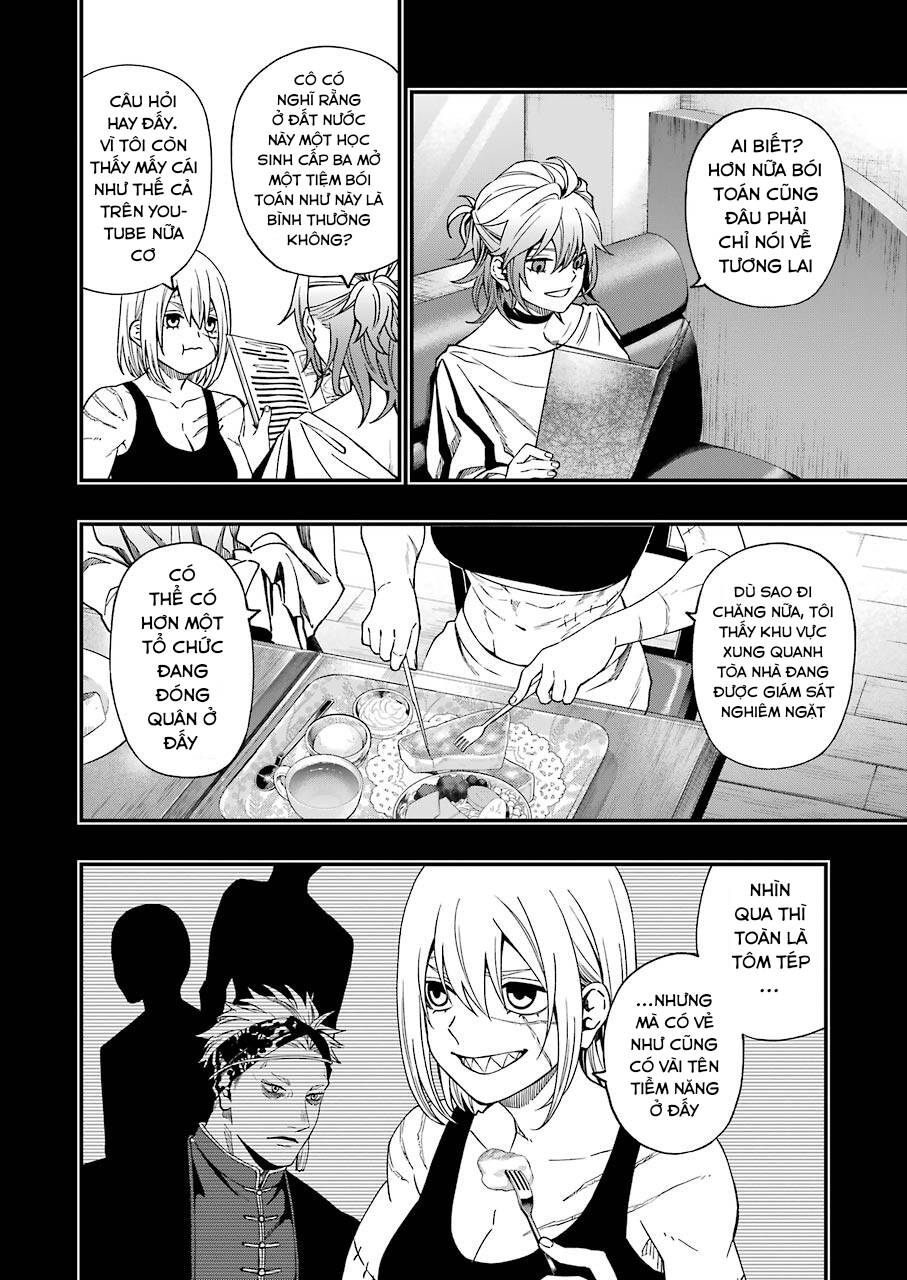 AI BIẾT?
HƠN NỮA BÓI
TOÁN CŨNG
ĐÂU PHẢI
CHỈ NÓI VỀ
TƯƠNG LAI
CÔ CÓ
NGHĨ RẰNG
Ở ĐẤT NƯỚC
NÀY MỘT HỌC
SINH CẤP BA MỞ
MỘT TIỆM BÓI
TOÁN NHƯ NÀY LÀ
BÌNH THƯỜNG
KHÔNG?
CÂU HỎI
HAY ĐẤY.
VÌ TÔI CÒN
THẤY MẤY CÁI
NHƯ THẾ CẢ
TRÊN YOU-
TUBE NỮA
CƠ
DÙ SAO ĐI
CHĂNG NỮA, TÔI
THẤY KHU VỰC
XUNG QUANH
TÒA NHÀ ĐANG
ĐƯỢC GIÁM SÁT
NGHIÊM NGẶT
CÓ
THỂ CÓ
HƠN MỘT
TỔ CHỨC
ĐANG
ĐÓNG
QUÂN Ở
ĐẤY
NHÌN
QUA THÌ
TOÀN LÀ
TÔM TÉP
...
...NHƯNG
MÀ CÓ VẺ
NHƯ CŨNG
CÓ VÀI TÊN
TIỀM NĂNG
Ở ĐẤY